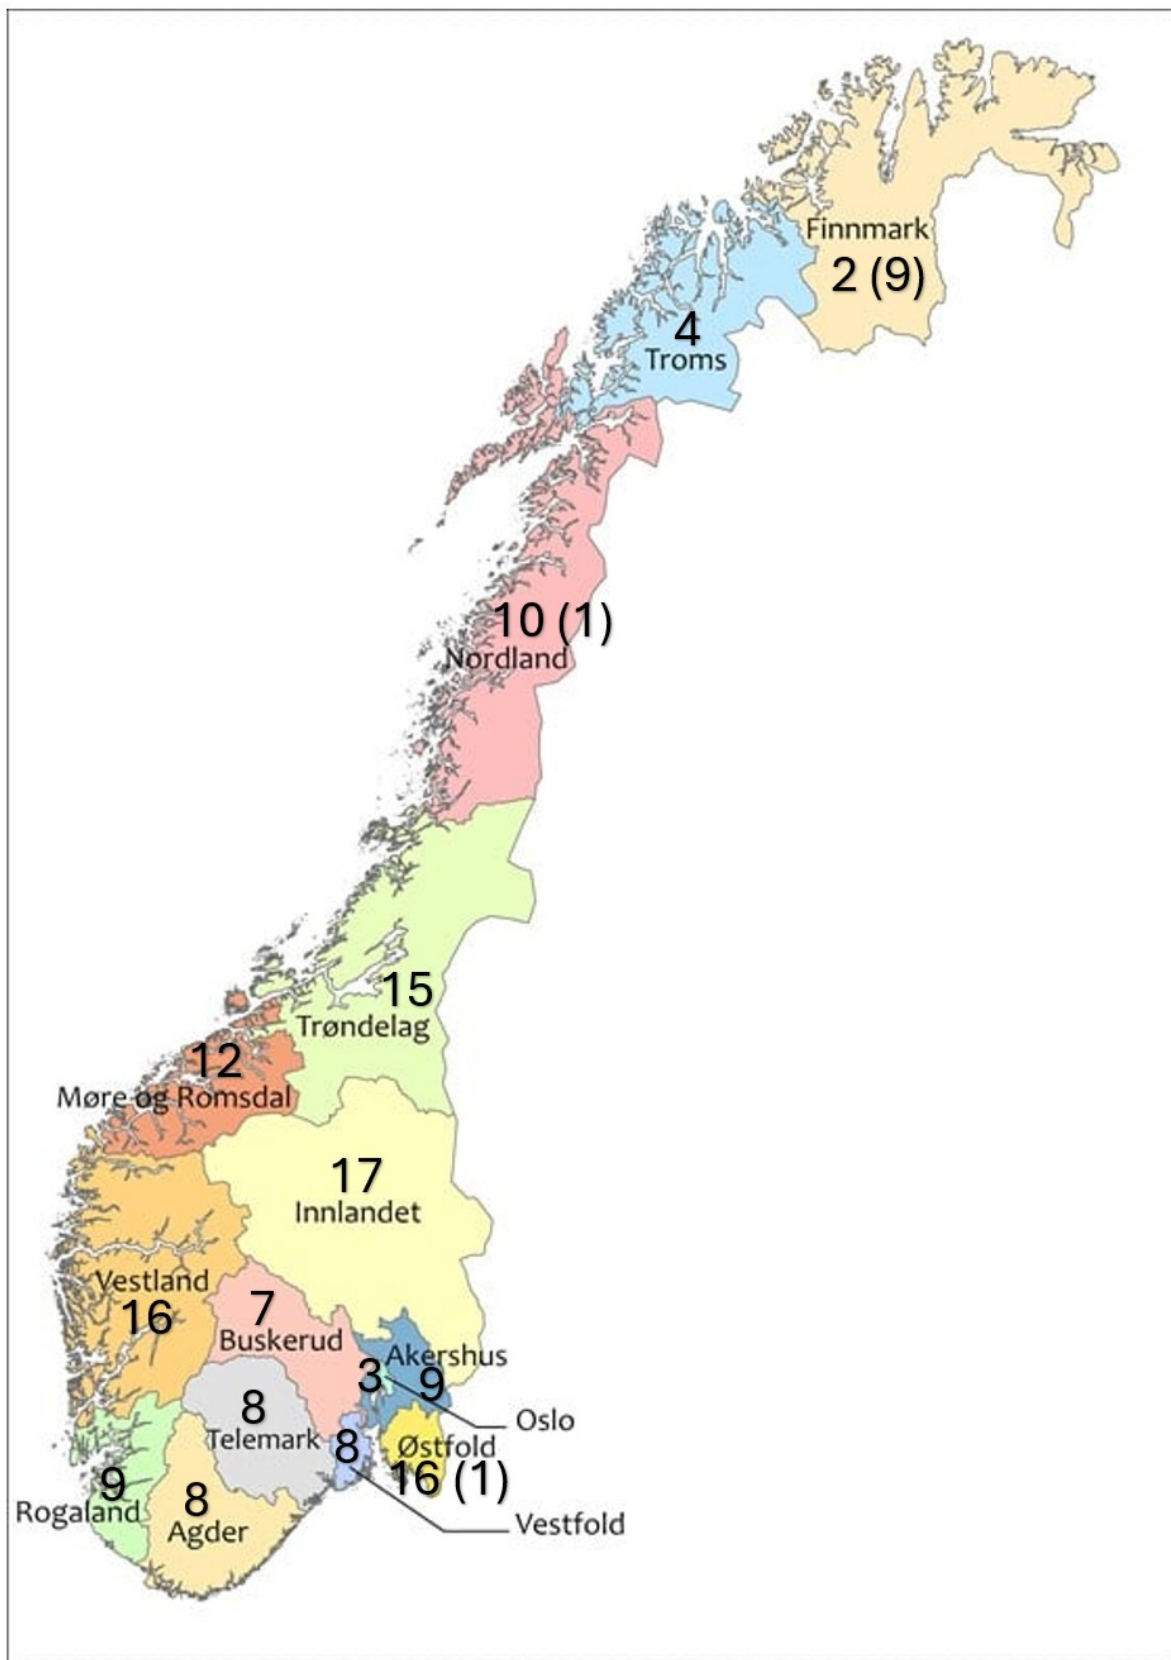 Finnmark
2 (9)
4
Troms
10 (1)
Nordland
15
Trøndelag
12
Møre og Romsdal
17
Innlandet
Vestland
16
7
Buskerud
Akershus
3
9
Oslo
8
Telemark
8
Østfold
16 (1)
9
Rogaland
8
Agder
Vestfold